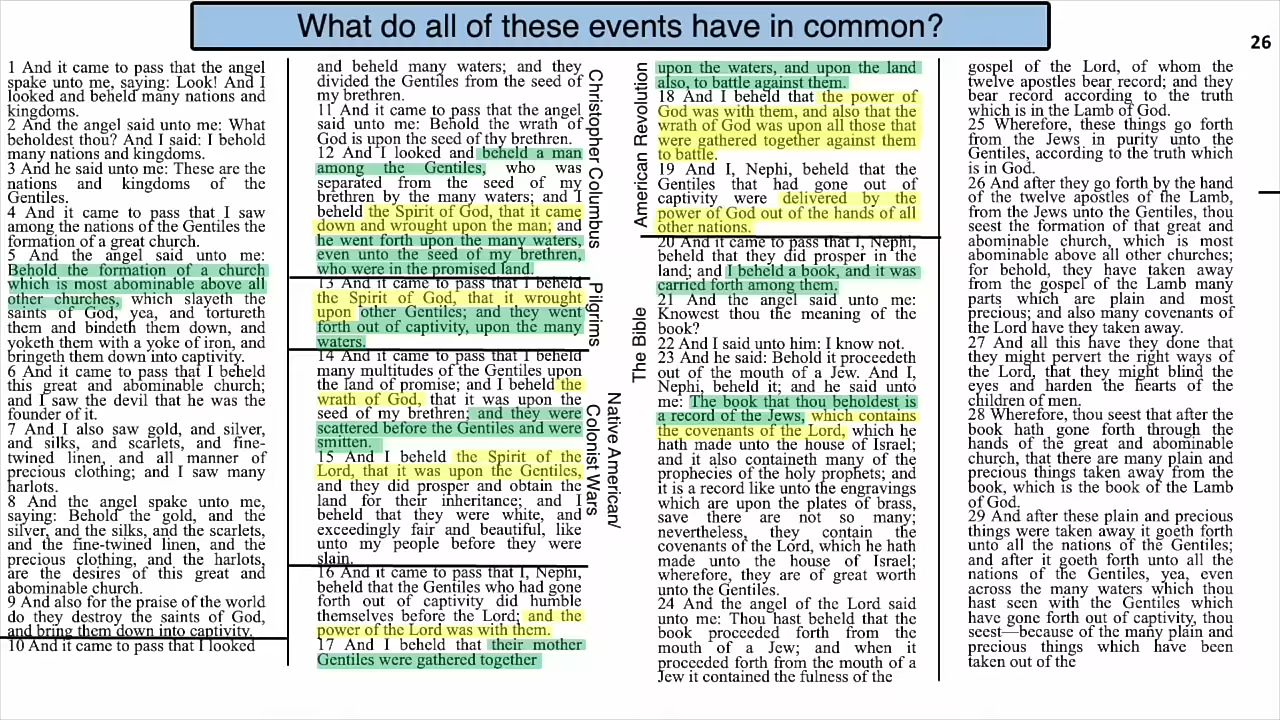 What do all of these events have in common?
26
1 And it came to pass that the angel
spake unto me, saying: Look! And I
looked and beheld many nations and
kingdoms.
2 And the angel said unto me: What
beholdest thou? And I said: I behold
many nations and kingdoms.
3 And he said unto me: These are the
nations and kingdoms of the
Gentiles.
4 And it came to pass that I saw
among the nations of the Gentiles the
formation of a great church.
5 And the angel said unto me:
Behold the formation of a church
which is most abominable above all
other churches, which slayeth the
saints of God, yea, and tortureth
them and bindeth them down, and
yoketh them with a yoke of iron, and
bringeth them down into captivity.
6 And it came to pass that I beheld
this great and abominable church;
and I saw the devil that he was the
founder of it.
7 And I also saw gold, and silver,
and silks, and scarlets, and fine-
twined linen, and all manner of
precious clothing; and I saw many
harlots.
8 And the angel spake unto me,
saying: Behold the gold, and the
silver, and the silks, and the scarlets,
and the fine-twined linen, and the
precious clothing, and the harlots,
are the desires of this great and
abominable church.
9 And also for the praise of the world
do they destroy the saints of God,
and bring them down into captivity.
10 And it came to pass that I looked
and beheld many waters; and they
divided the Gentiles from the seed of
my brethren.
11 And it came to pass that the angel
said unto me: Behold the wrath of
God is upon the seed of thy brethren.
12 And I looked and beheld a man
among the Gentiles, who was
separated from the seed of my
brethren by the many waters; and I
beheld the Spirit of God, that it came
down and wrought upon the man; and
he went forth upon the many waters,
even unto the seed of my brethren,
who were in the promised land.
13 And it came to pass that I beheld
the Spirit of God, that it wrought
upon other Gentiles; and they went
forth out of captivity, upon the many
waters.
14 And it came to pass that I beheld
many multitudes of the Gentiles upon
the land of promise; and I beheld the
wrath of God, that it was upon the
seed of my brethren; and they were
scattered before the Gentiles and were
smitten.
15 And I beheld the Spirit of the
Lord, that it was upon the Gentiles,
and they did prosper and obtain the
land for their inheritance; and I
beheld that they were white, and
exceedingly fair and beautiful, like
unto my people before they were
slain.
16 And it came to pass that I, Nephi,
beheld that the Gentiles who had gone
forth out of captivity did humble
themselves before the Lord; and the
power of the Lord was with them.
17 And I beheld that their mother
Gentiles were gathered together
Christopher Columbus
Pilgrims
Native American/
Colonist Wars
upon the waters, and upon the land
also, to battle against them.
18 And I beheld that the power of
God was with them, and also that the
wrath of God was upon all those that
were gathered together against them
to battle.
19 And I, Nephi, beheld that the
Gentiles that had gone out of
captivity were delivered by the
power of God out of the hands of all
other nations.
20 And it came to pass that I, Nephi,
beheld that they did prosper in the
land; and I beheld a book, and it was
carried forth among them.
21 And the angel said unto me:
Knowest thou the meaning of the
book?
22 And I said unto him: I know not.
23 And he said: Behold it proceedeth
out of the mouth of a Jew. And I,
Nephi, beheld it; and he said unto
me: The book that thou beholdest is
a record of the Jews, which contains
the covenants of the Lord, which he
hath made unto the house of Israel;
and it also containeth many of the
prophecies of the holy prophets; and
it is a record like unto the engravings
which are upon the plates of brass,
save there are not so many;
nevertheless, they contain the
covenants of the Lord, which he hath
made unto the house of Israel;
wherefore, they are of great worth
unto the Gentiles.
24 And the angel of the Lord said
unto me: Thou hast beheld that the
book proceeded forth from the
mouth of a Jew; and when it
proceeded forth from the mouth of a
Jew it contained the fulness of the
American Revolution
The Bible
gospel of the Lord, of whom the
twelve apostles bear record; and they
bear record according to the truth
which is in the Lamb of God.
25 Wherefore, these things go forth
from the Jews in purity unto the
Gentiles, according to the truth which
is in God.
26 And after they go forth by the hand
of the twelve apostles of the Lamb,
from the Jews unto the Gentiles, thou
seest the formation of that great and
abominable church, which is most
abominable above all other churches;
for behold, they have taken away
from the gospel of the Lamb many
parts which are plain and most
precious; and also many covenants of
the Lord have they taken away.
27 And all this have they done that
they might pervert the right ways of
the Lord, that they might blind the
eyes and harden the hearts of the
children of men.
28 Wherefore, thou seest that after the
book hath gone forth through the
hands of the great and abominable
church, that there are many plain and
precious things taken away from the
book, which is the book of the Lamb
of God.
29 And after these plain and precious
things were taken away it goeth forth
unto all the nations of the Gentiles;
and after it goeth forth unto all the
nations of the Gentiles, yea, even
across the many waters which thou
hast seen with the Gentiles which
have gone forth out of captivity, thou
seest—because of the many plain and
precious things which have been
taken out of the